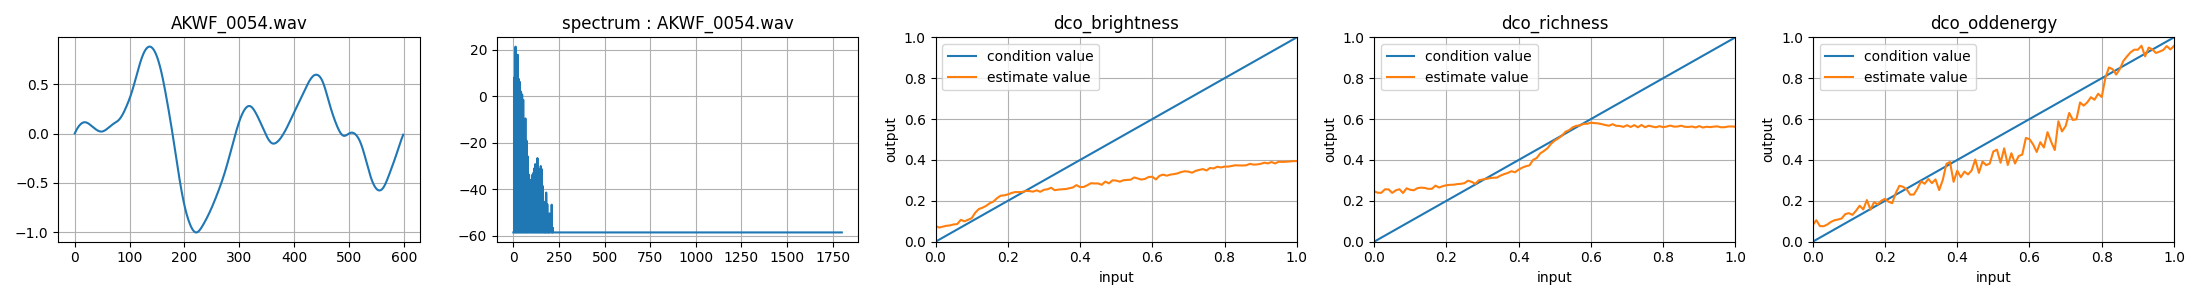 AKWF_0054.wav
0.5
0.0
−0.5
−1.0
0 100 200 300 400 500 600
spectrum : AKWF_0054.wav
20
0
−20
−40
−60
0 250 500 750 1000 1250 1500 1750
dco_brightness
condition value
estimate value
output
1.0
0.8
0.6
0.4
0.2
0.0
0.0 0.2 0.4 0.6 0.8 1.0
input
dco_richness
condition value
estimate value
output
1.0
0.8
0.6
0.4
0.2
0.0
0.0 0.2 0.4 0.6 0.8 1.0
input
dco_oddenergy
condition value
estimate value
output
1.0
0.8
0.6
0.4
0.2
0.0
0.0 0.2 0.4 0.6 0.8 1.0
input